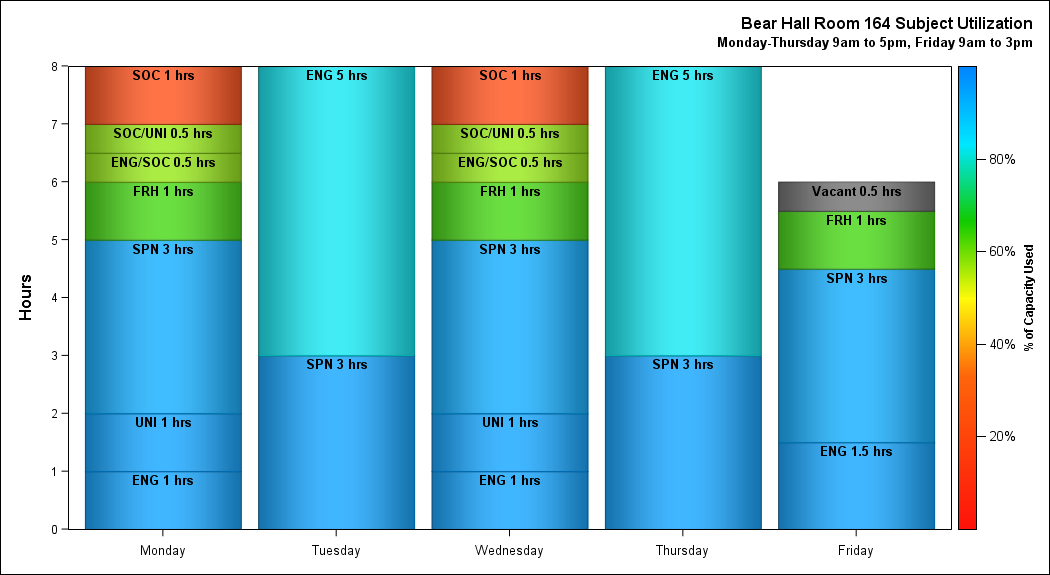 Bear Hall Room 164 Subject Utilization
Monday-Thursday 9am to 5pm, Friday 9am to 3pm
Hours
8
7
6
5
4
3
2
1
0
SOC 1 hrs
SOC/UNI 0.5 hrs
ENG/SOC 0.5 hrs
FRH 1 hrs
SPN 3 hrs
UNI 1 hrs
ENG 1 hrs
ENG 5 hrs
SPN 3 hrs
SOC 1 hrs
SOC/UNI 0.5 hrs
ENG/SOC 0.5 hrs
FRH 1 hrs
SPN 3 hrs
UNI 1 hrs
ENG 1 hrs
ENG 5 hrs
SPN 3 hrs
Vacant 0.5 hrs
FRH 1 hrs
SPN 3 hrs
ENG 1.5 hrs
Monday Tuesday Wednesday Thursday Friday
80%
60%
40%
20%
% of Capacity Used